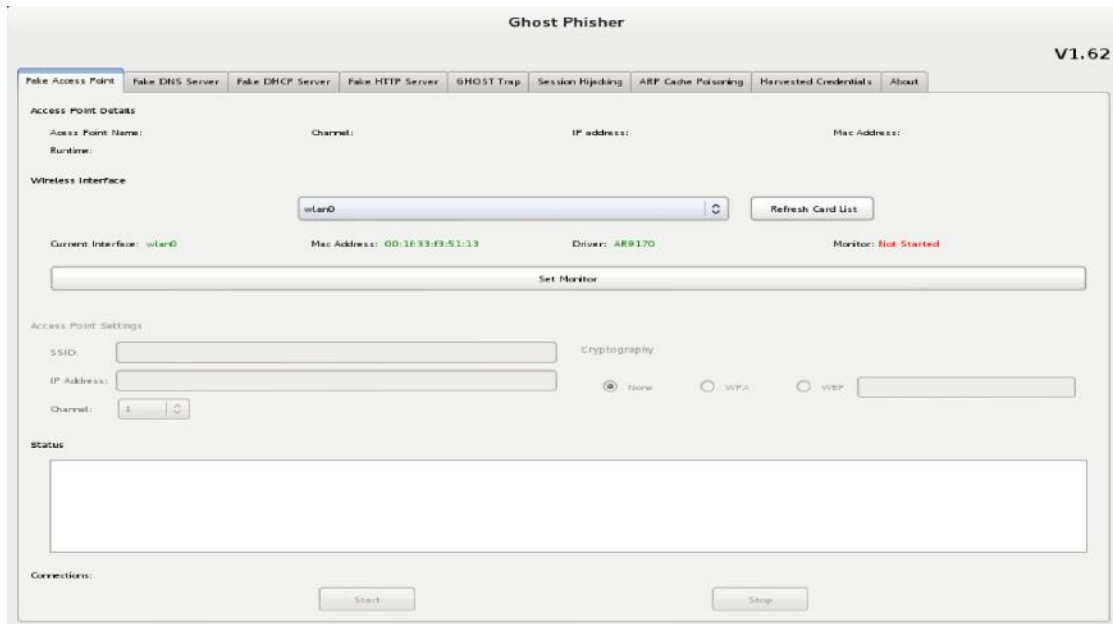 Ghost Phisher
V1.62
Fake Access Point Fake DNS Server Fake DHCP Server Fake HTTP Server GHOST Trap Session Hijacking ARP Cache Poisoning Harvested Credentials About
Access Point Details
Acess Point Name: Channel: IP address: Mac Address:
Runtime:
Wireless Interface
wlan0 Refresh Card List
Current Interface: wlan0 Mac Address: 00:1f:33:f3:51:13 Driver: AR9170 Monitor: Not Started
Set Monitor
Access Point Settings
SSID: Cryptography
IP Address: None WPA WEP
Channel: 1
Status
Connections:
Start Stop